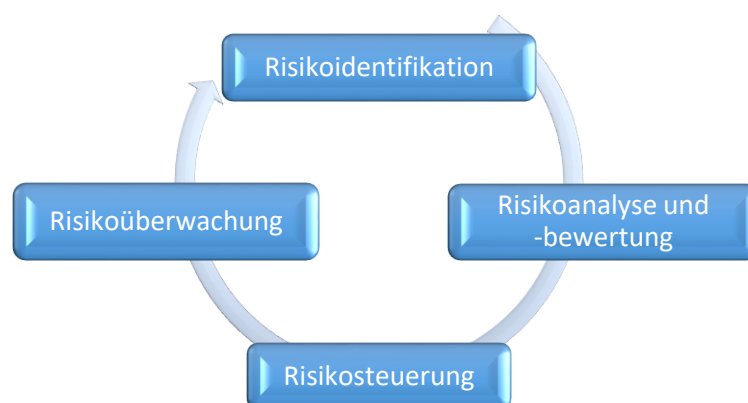 Risikoidentifikation
Risikoanalyse und
-bewertung
Risikosteuerung
Risikoüberwachung